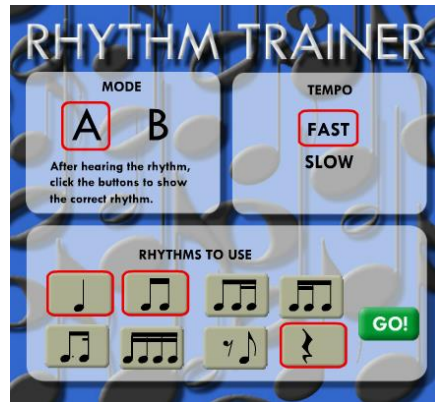 RHYTHM TRAINER
MODE
A B
After hearing the rhythm,
click the buttons to show
the correct rhythm.
TEMPO
FAST
SLOW
RHYTHMS TO USE
GO!